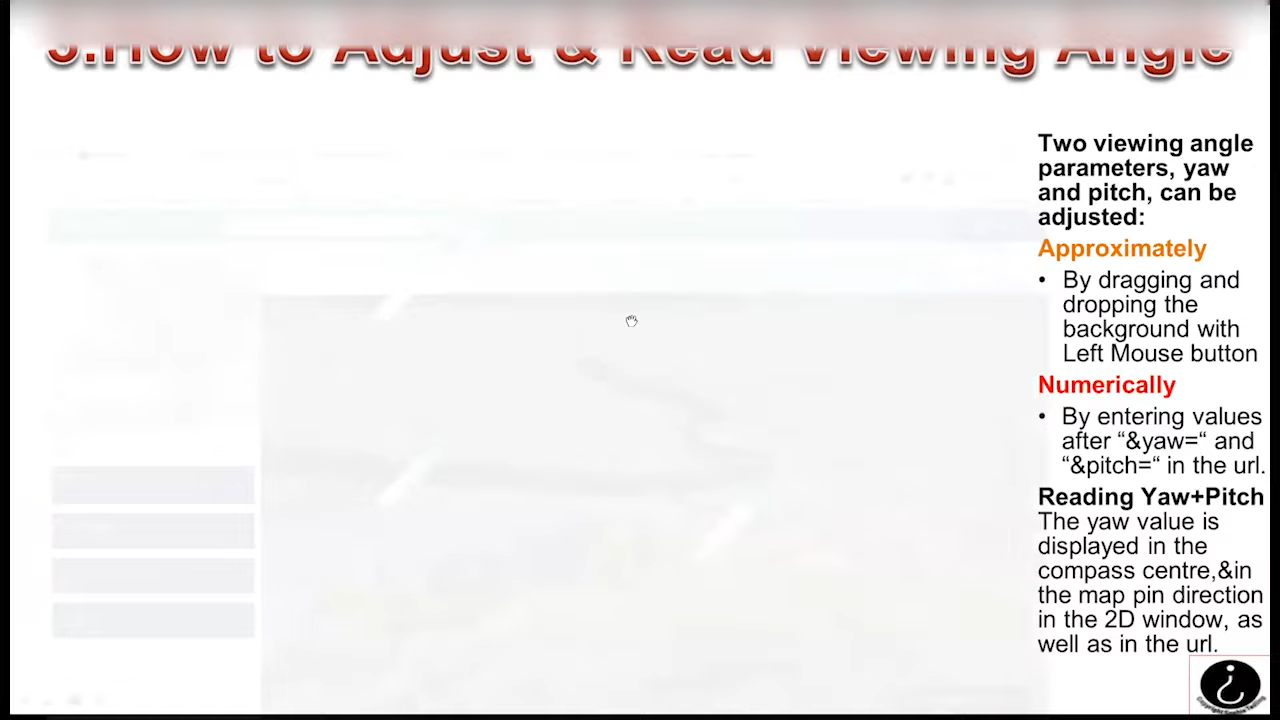 3.How to Adjust & Read Viewing Angle
Two viewing angle
parameters, yaw
and pitch, can be
adjusted:
Approximately
• By dragging and
dropping the
background with
Left Mouse button
Numerically
• By entering values
after “&yaw=“ and
“&pitch=“ in the url.
Reading Yaw+Pitch
The yaw value is
displayed in the
compass centre,&in
the map pin direction
in the 2D window, as
well as in the url.